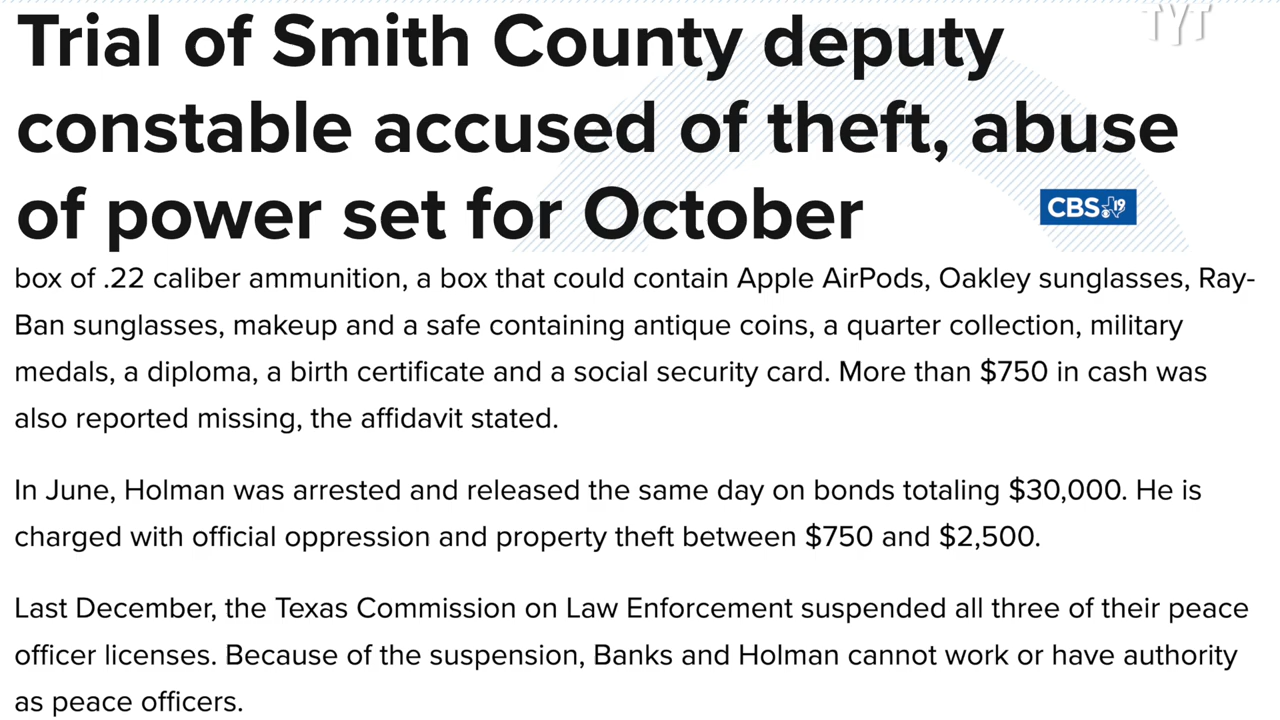 TYT
Trial of Smith County deputy
constable accused of theft, abuse
of power set for October
CBS 19
box of .22 caliber ammunition, a box that could contain Apple AirPods, Oakley sunglasses, Ray-
Ban sunglasses, makeup and a safe containing antique coins, a quarter collection, military
medals, a diploma, a birth certificate and a social security card. More than $750 in cash was
also reported missing, the affidavit stated.
In June, Holman was arrested and released the same day on bonds totaling $30,000. He is
charged with official oppression and property theft between $750 and $2,500.
Last December, the Texas Commission on Law Enforcement suspended all three of their peace
officer licenses. Because of the suspension, Banks and Holman cannot work or have authority
as peace officers.